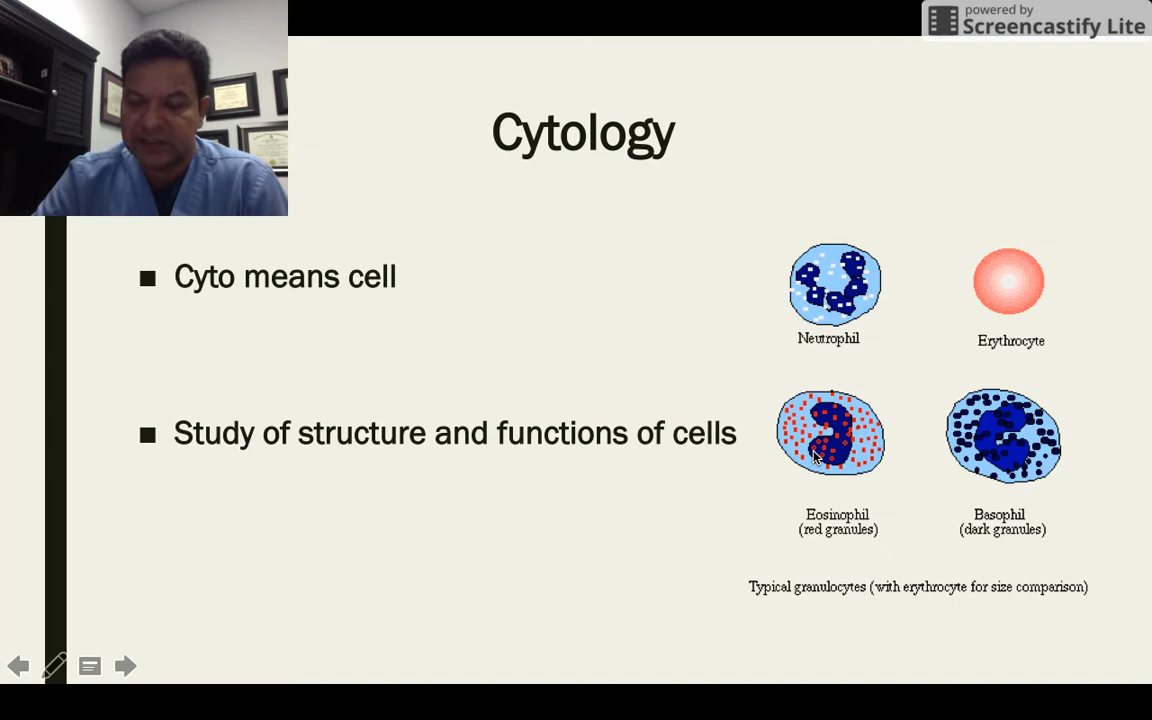 powered by
Screencastify Lite
Cytology
Cyto means cell
Study of structure and functions of cells
Neutrophil
Erythrocyte
Eosinophil
(red granules)
Basophil
(dark granules)
Typical granulocytes (with erythrocyte for size comparison)